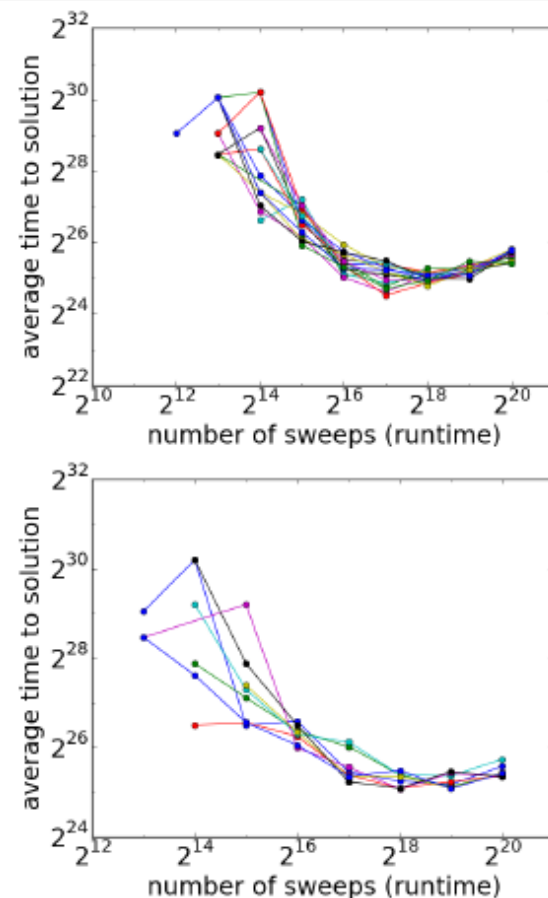 2^32
2^30
2^28
2^26
2^24
2^22
average time to solution
2^10 2^12 2^14 2^16 2^18 2^20
number of sweeps (runtime)
2^32
2^30
2^28
2^26
2^24
average time to solution
2^12 2^14 2^16 2^18 2^20
number of sweeps (runtime)